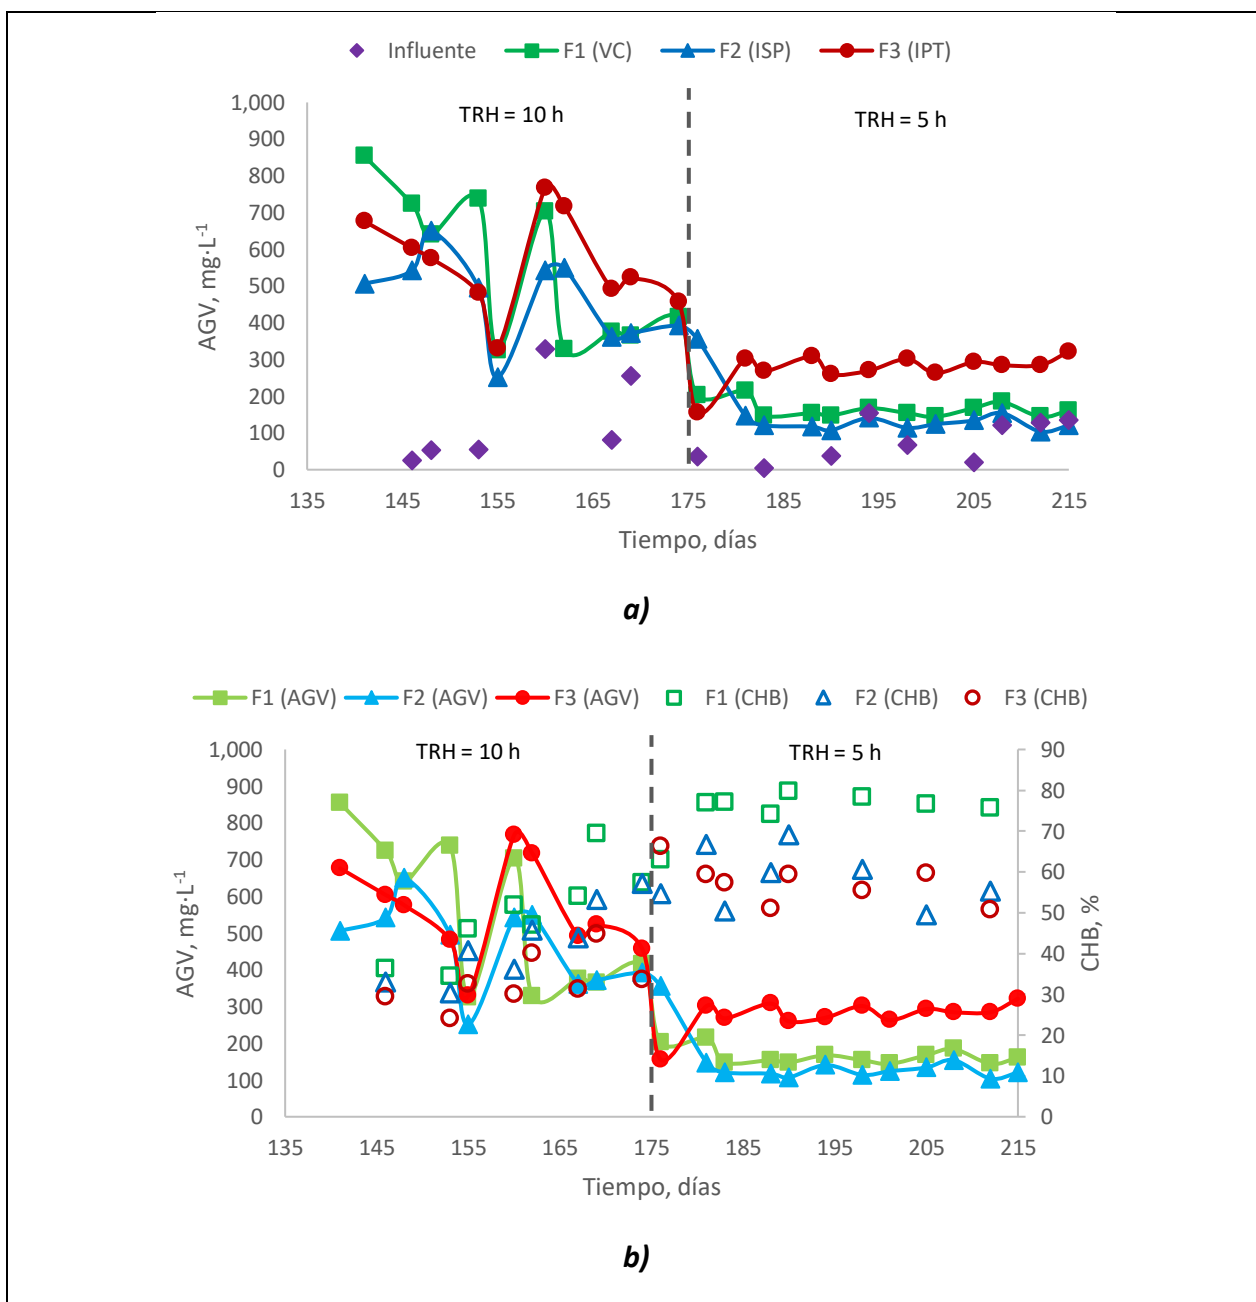 Influente F1 (VC) F2 (ISP) F3 (IPT)
TRH = 10 h TRH = 5 h
1,000
900
800
700
600
500
400
300
200
100
0
AGV, mg·L-1
135 145 155 165 175 185 195 205 215
Tiempo, días
a)
F1 (AGV) F2 (AGV) F3 (AGV) F1 (CHB) F2 (CHB) F3 (CHB)
TRH = 10 h TRH = 5 h
1,000
900
800
700
600
500
400
300
200
100
0
AGV, mg·L-1
90
80
70
60
50
40
30
20
10
0
CHB, %
135 145 155 165 175 185 195 205 215
Tiempo, días
b)